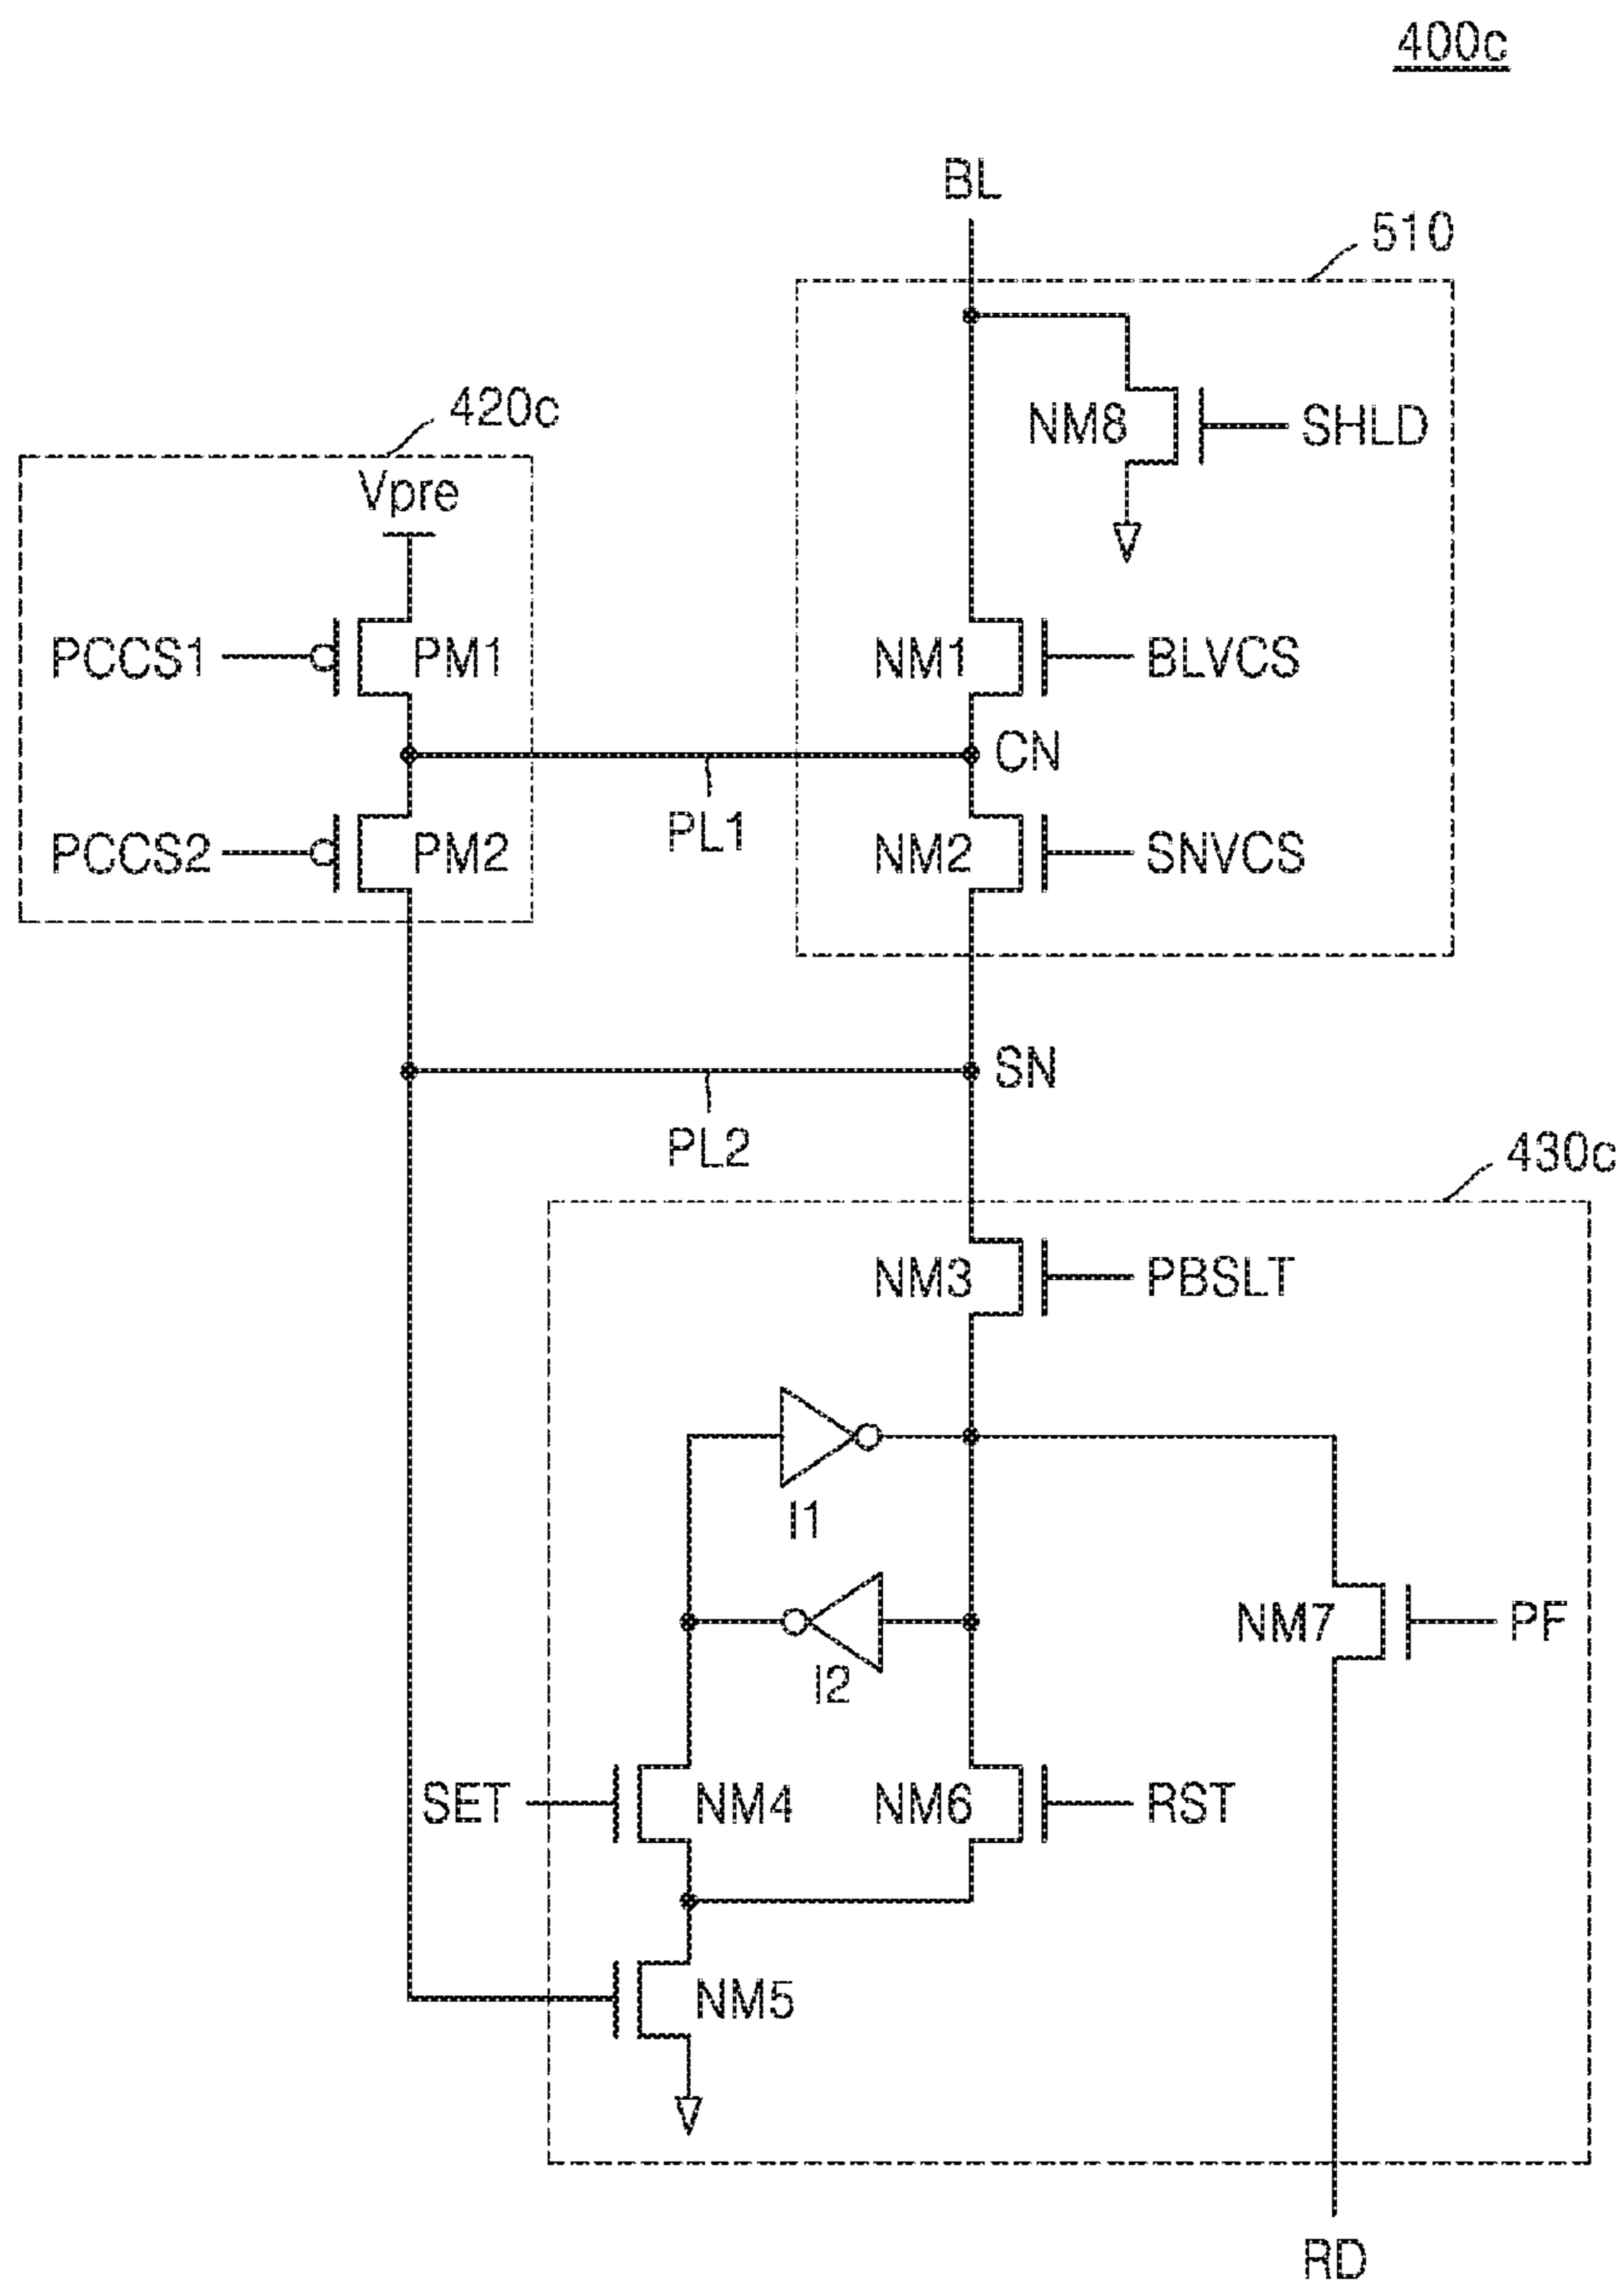 400c
BL
510
420c
Vpre
NM8
SHLD
PCCS1
PM1
NM1
BLVCS
CN
PL1
PCCS2
PM2
NM2
SNVCS
SN
PL2
430c
NM3
PBSLT
I1
I2
NM7
PF
SET
NM4
NM6
RST
NM5
RD